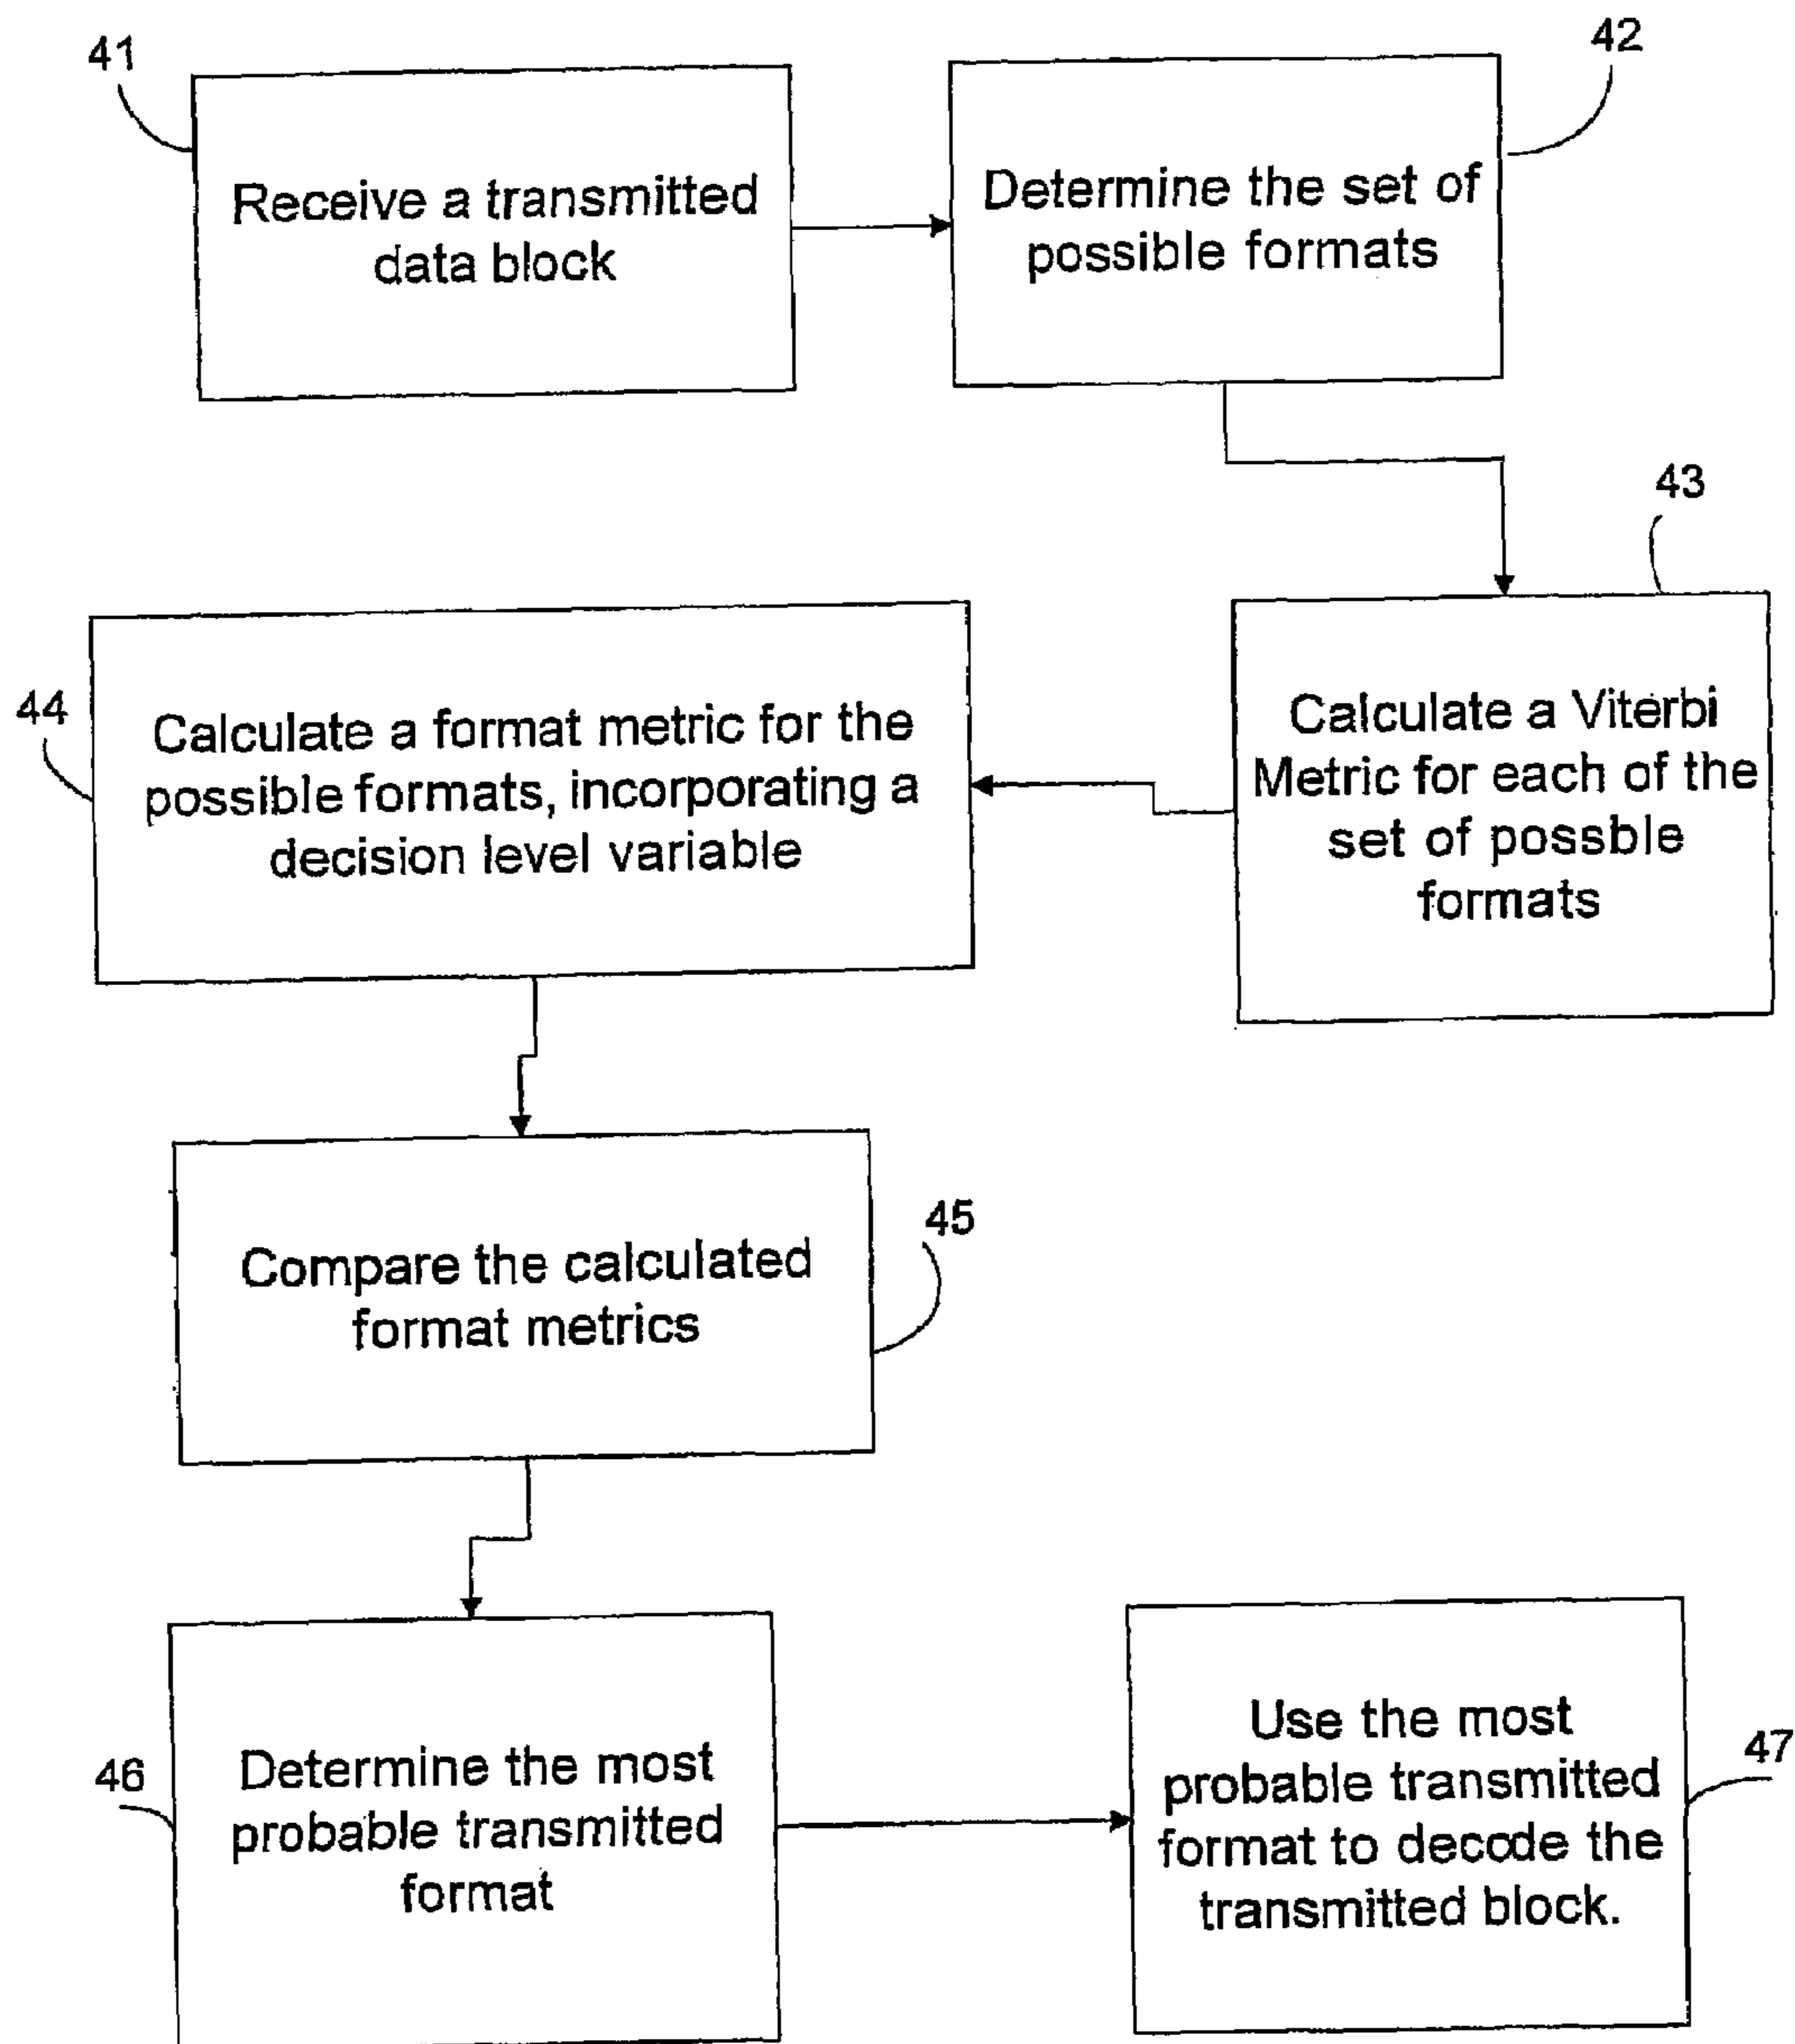 41
Receive a transmitted
data block
42
Determine the set of
possible formats
43
Calculate a Viterbi
Metric for each of the
set of possble
formats
44
Calculate a format metric for the
possible formats, incorporating a
decision level variable
45
Compare the calculated
format metrics
46
Determine the most
probable transmitted
format
47
Use the most
probable transmitted
format to decode the
transmitted block.